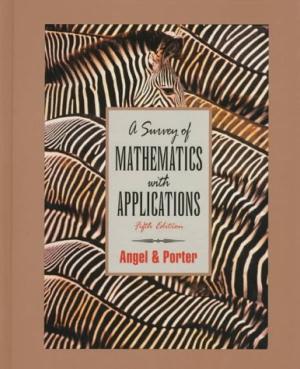 A Survey of
MATHEMATICS
with
APPLICATIONS
Fifth Edition
Angel & Porter